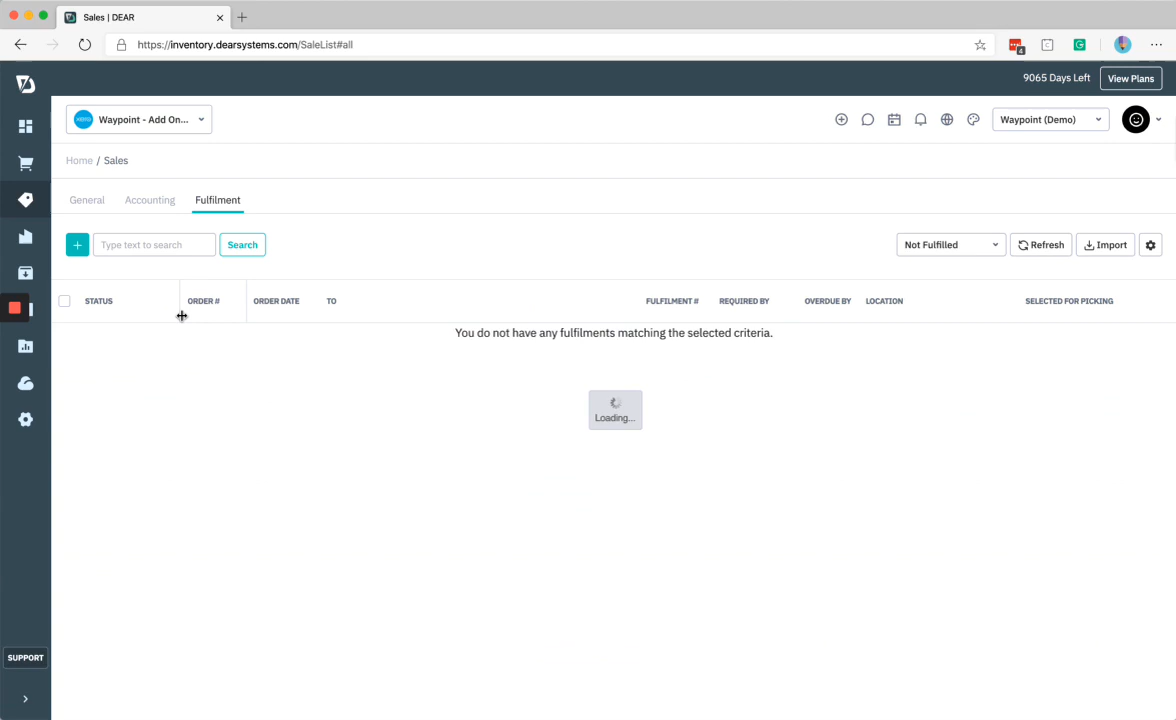 Sales | DEAR
https://inventory.dearsystems.com/SaleList#all
4
9065 Days Left
View Plans
Waypoint - Add On...
Waypoint (Demo)
Home / Sales
General
Accounting
Fulfilment
Type text to search
Search
Not Fulfilled
Refresh
Import
STATUS
ORDER #
ORDER DATE
TO
FULFILMENT #
REQUIRED BY
OVERDUE BY
LOCATION
SELECTED FOR PICKING
You do not have any fulfilments matching the selected criteria.
Loading...
SUPPORT